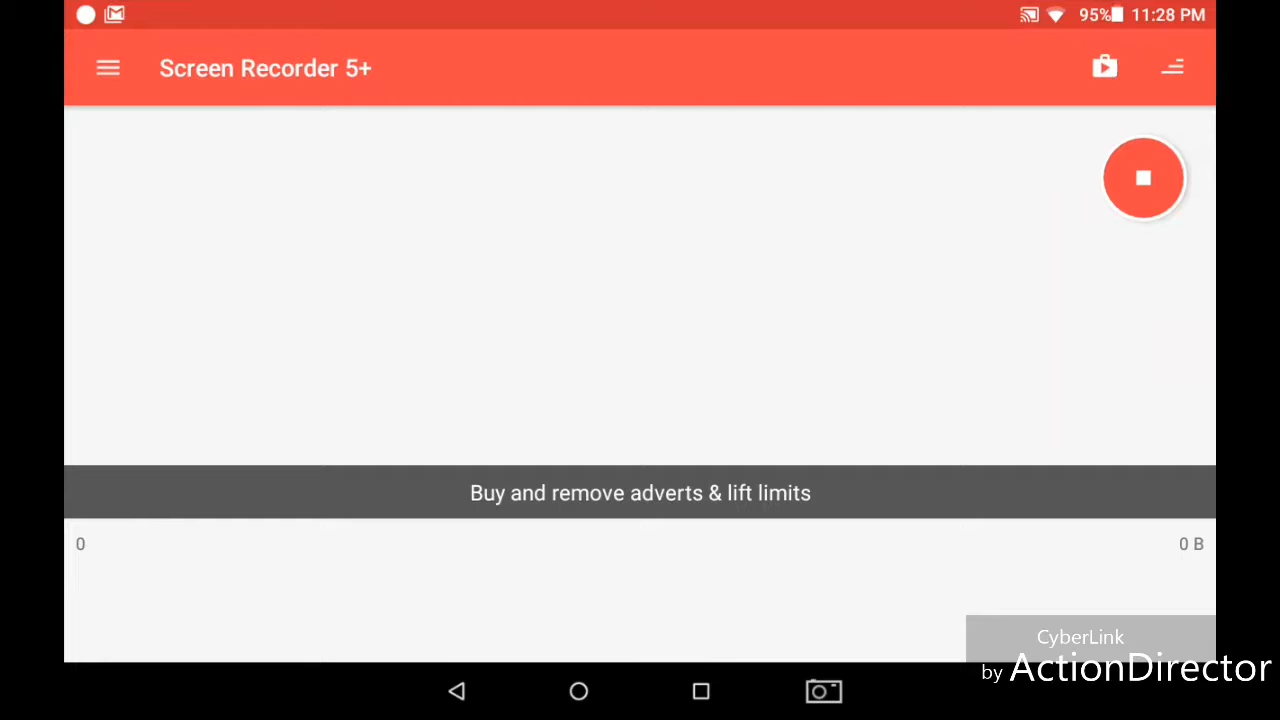 95% 11:28 PM
Screen Recorder 5+
Buy and remove adverts & lift limits
0
0 B
CyberLink
by ActionDirector